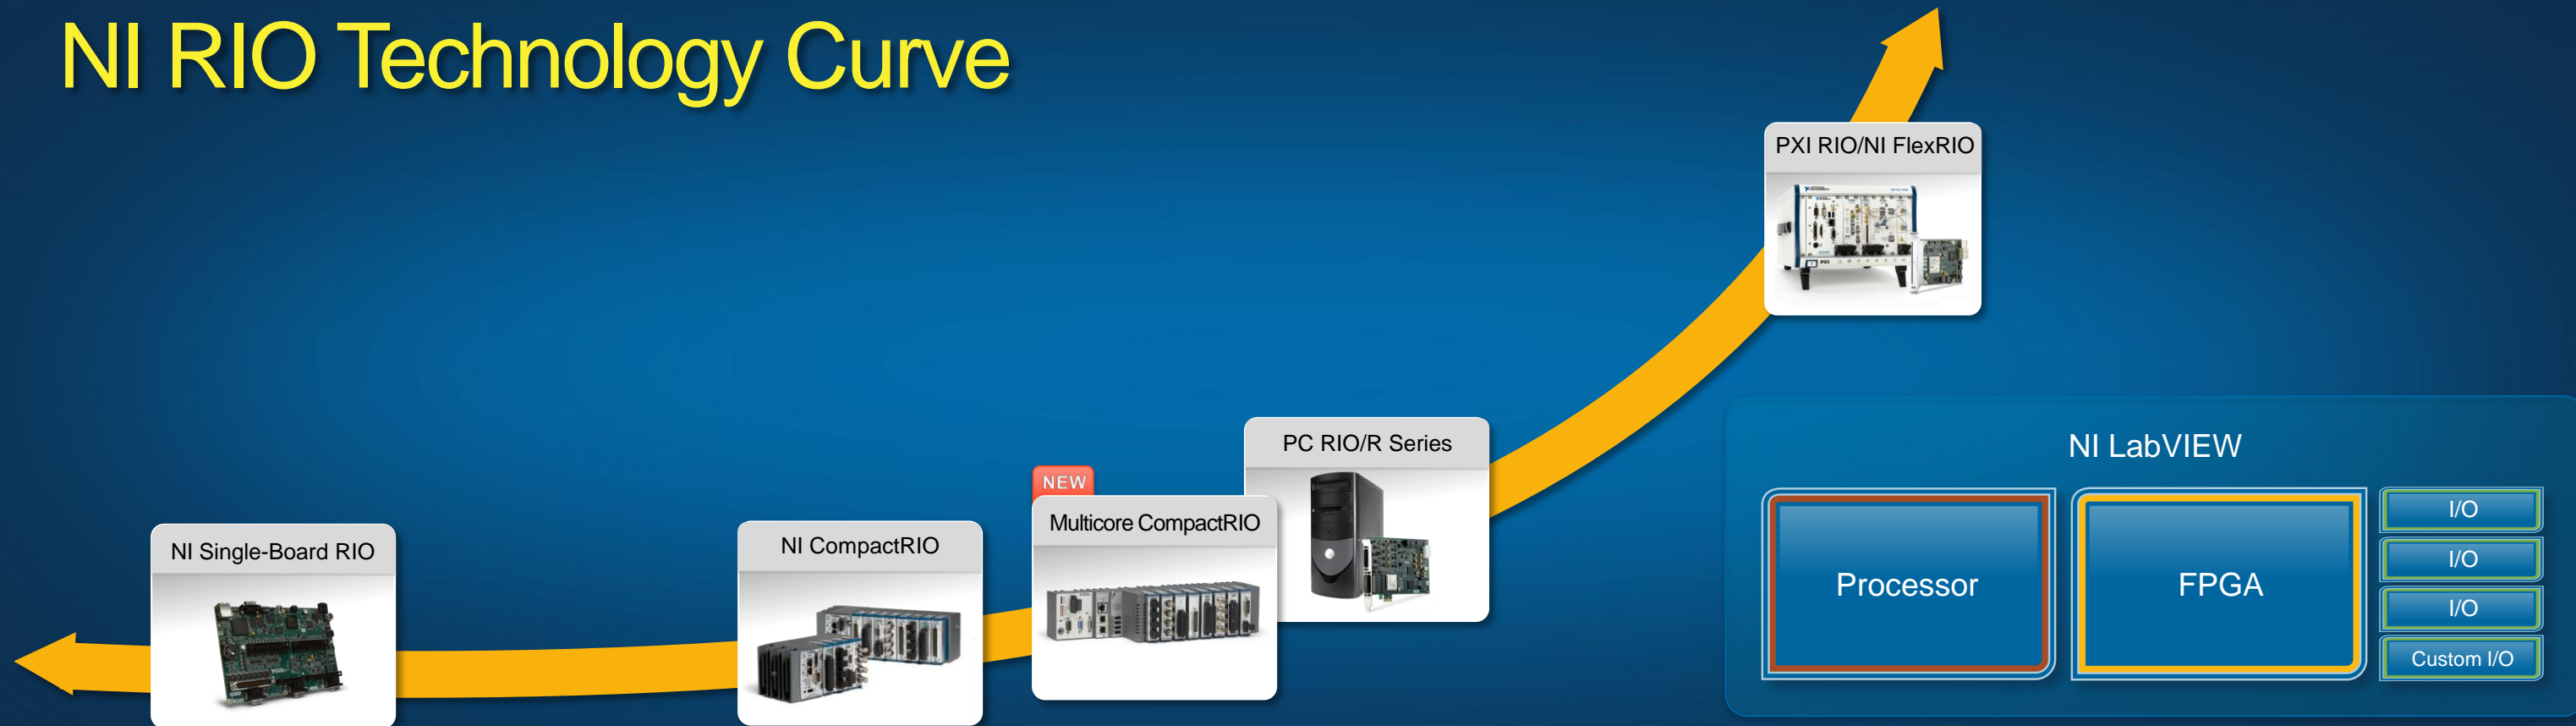 NI RIO Technology Curve
PXI RIO/NI FlexRIO
PC RIO/R Series
NEW
Multicore CompactRIO
NI CompactRIO
NI Single-Board RIO
NI LabVIEW
Processor
FPGA
I/O
I/O
I/O
Custom I/O